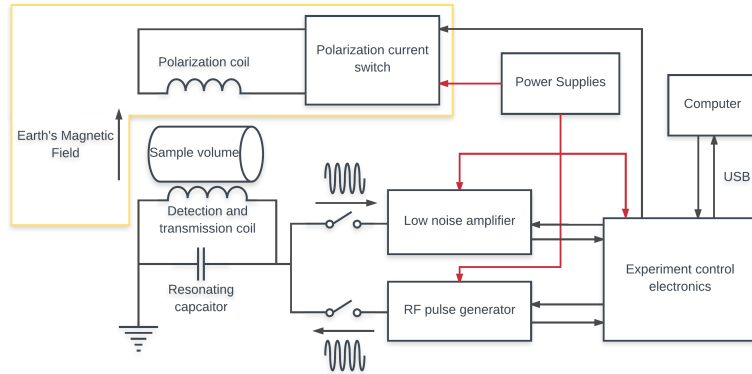 Polarization coil
Polarization current
switch
Power Supplies
Computer
Earth's Magnetic
Field
Sample volume
USB
Detection and
transmission coil
Low noise amplifier
Experiment control
electronics
Resonating
capcaitor
RF pulse generator